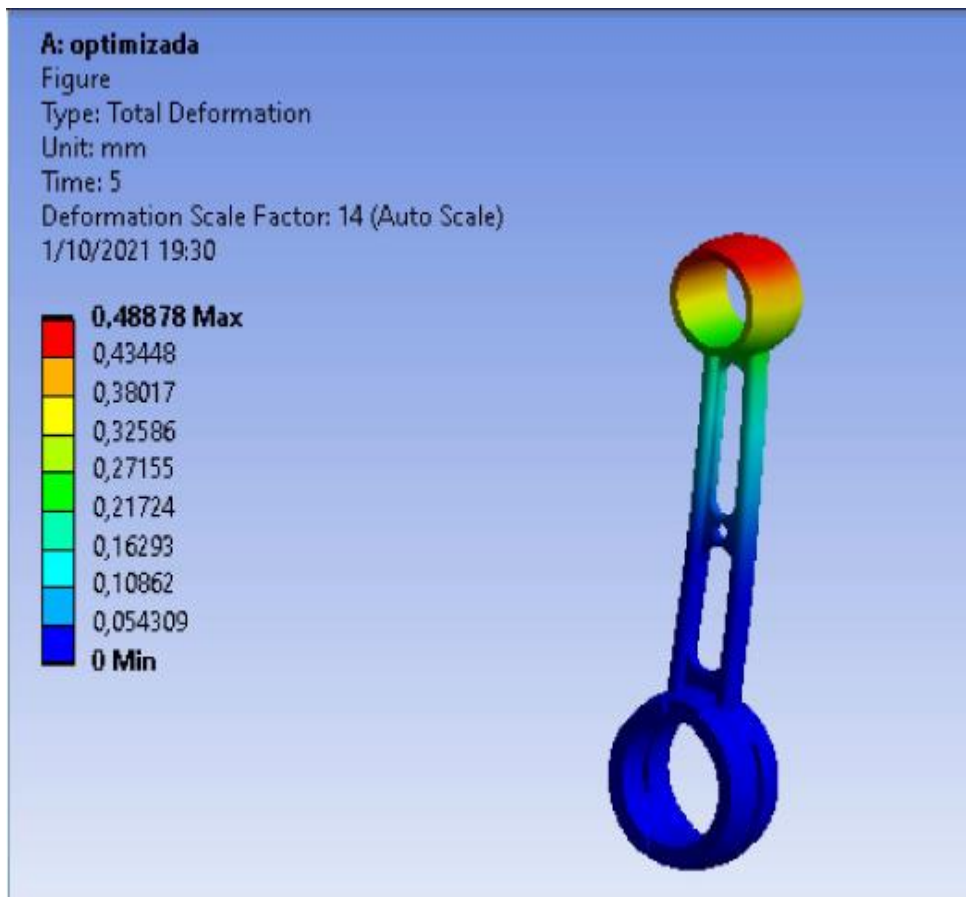 A: optimizada
Figure
Type: Total Deformation
Unit: mm
Time: 5
Deformation Scale Factor: 14 (Auto Scale)
1/10/2021 19:30
0,48878 Max
0,43448
0,38017
0,32586
0,27155
0,21724
0,16293
0,10862
0,054309
0 Min